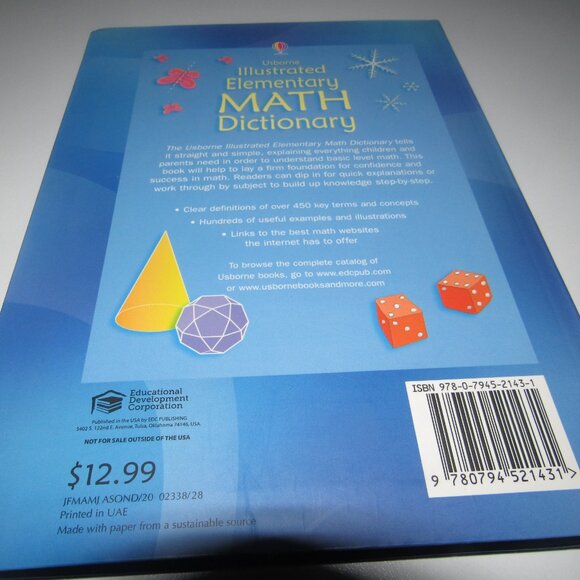 Usborne
Illustrated
Elementary
MATH
Dictionary
The Usborne Illustrated Elementary Math Dictionary tells
it straight and simple, explaining everything children and
parents need in order to understand basic level math. This
book will help to lay a firm foundation for confidence and
success in math. Readers can dip in for quick explanations or
work through by subject to build up knowledge step-by-step.
• Clear definitions of over 450 key terms and concepts
• Hundreds of useful examples and illustrations
• Links to the best math websites
the internet has to offer
To browse the complete catalog of
Usborne books, go to www.edcpub.com
or www.usbornebooksandmore.com
Educational
Development
Corporation
Published in the USA by EDC PUBLISHING
5402 S. 122nd E. Avenue, Tulsa, Oklahoma 74146, USA.
NOT FOR SALE OUTSIDE OF THE USA
$12.99
JFMAMJ ASOND/20 02338/28
Printed in UAE
Made with paper from a sustainable source
ISBN 978-0-7945-2143-1
9 780794 521431